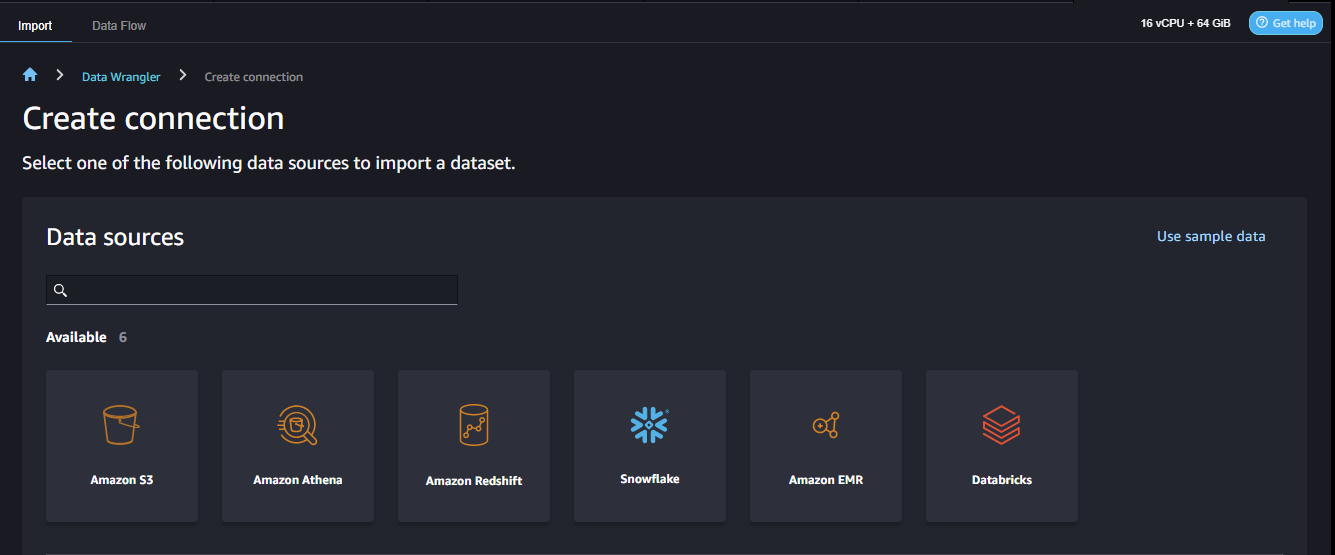 Import Data Flow 16 vCPU + 64 GiB Get help
Data Wrangler Create connection
Create connection
Select one of the following data sources to import a dataset.
Data sources Use sample data
Available 6
Amazon S3 Amazon Athena Amazon Redshift Snowflake Amazon EMR Databricks